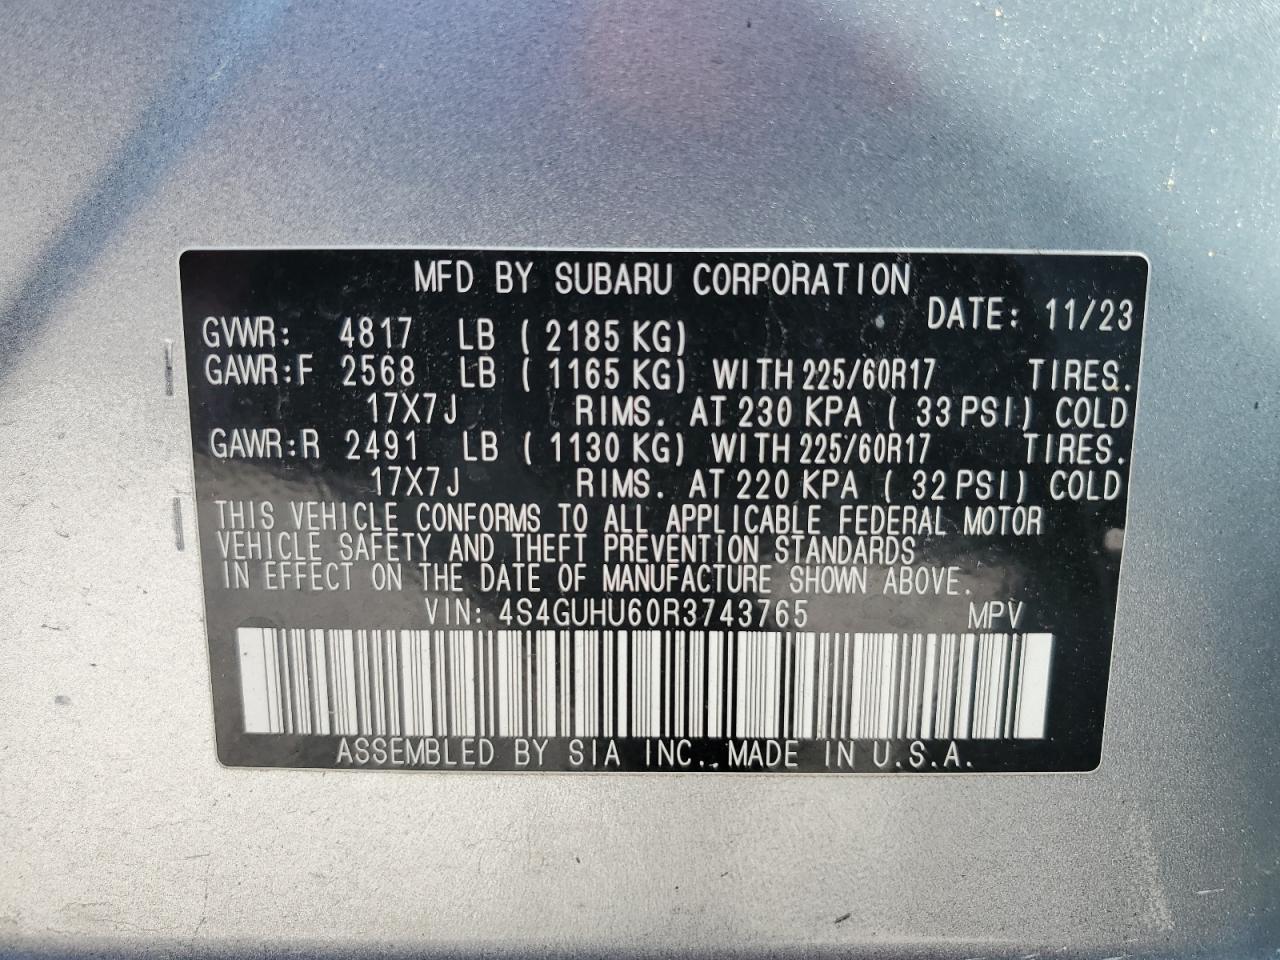 MFD BY SUBARU CORPORATION
DATE: 11/23
GVWR: 4817 LB ( 2185 KG)
GAWR:F 2568 LB ( 1165 KG) WITH 225/60R17 TIRES.
17X7J RIMS. AT 230 KPA ( 33 PSI) COLD
GAWR:R 2491 LB ( 1130 KG) WITH 225/60R17 TIRES.
17X7J RIMS. AT 220 KPA ( 32 PSI) COLD
THIS VEHICLE CONFORMS TO ALL APPLICABLE FEDERAL MOTOR
VEHICLE SAFETY AND THEFT PREVENTION STANDARDS
IN EFFECT ON THE DATE OF MANUFACTURE SHOWN ABOVE.
VIN: 4S4GUHU60R3743765 MPV
ASSEMBLED BY SIA INC., MADE IN U.S.A.